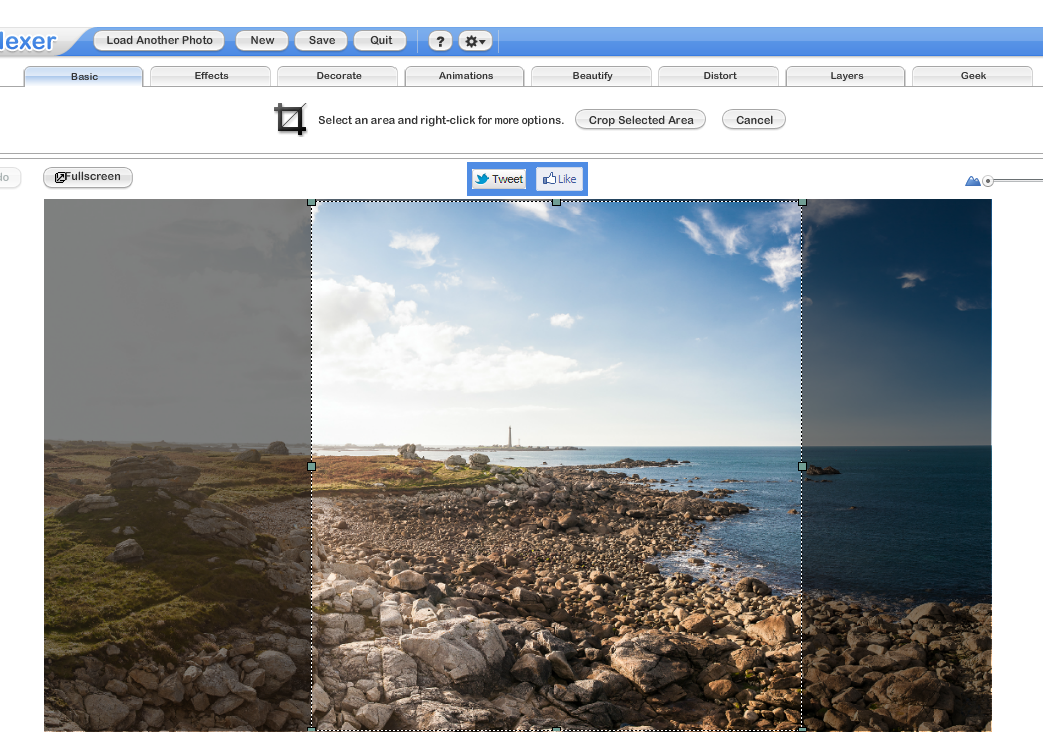 lexer
Load Another Photo New Save Quit ?
Basic Effects Decorate Animations Beautify Distort Layers Geek
Select an area and right-click for more options. Crop Selected Area Cancel
do Fullscreen Tweet Like